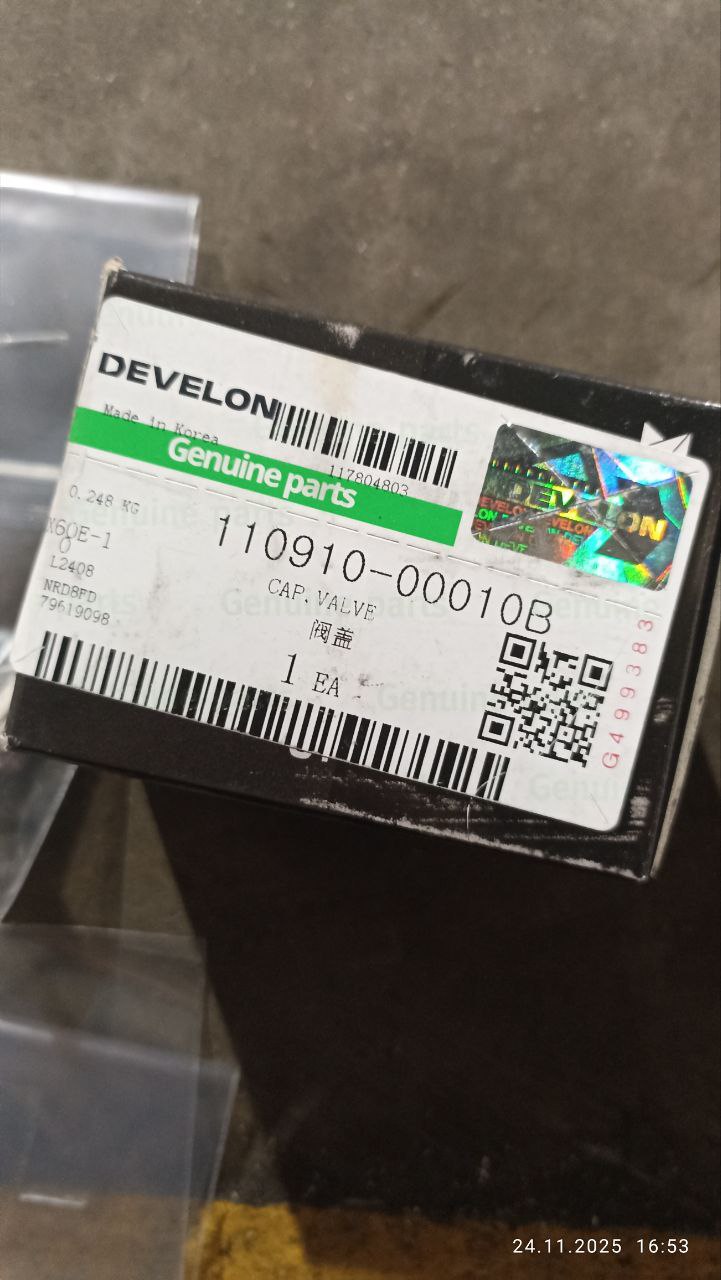 DEVELON
Made in Korea
Genuine parts
117804803
DEVELON
0.248 KG
X60E-1
0
L2408
NRD8FD
79619098
110910-00010B
CAP.VALVE
阀盖
1 EA
G499383
24.11.2025 16:53